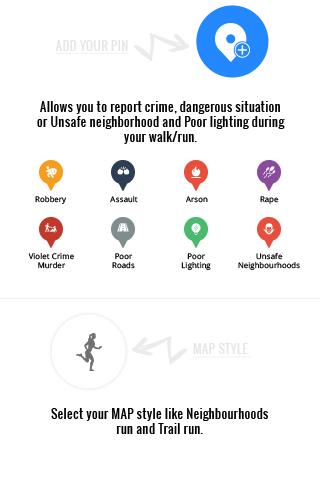 ADD YOUR PIN
Allows you to report crime, dangerous situation
or Unsafe neighborhood and Poor lighting during
your walk/run.
Robbery
Assault
Arson
Rape
Violet Crime
Murder
Poor
Roads
Poor
Lighting
Unsafe
Neighbourhoods
MAP STYLE
Select your MAP style like Neighbourhoods
run and Trail run.